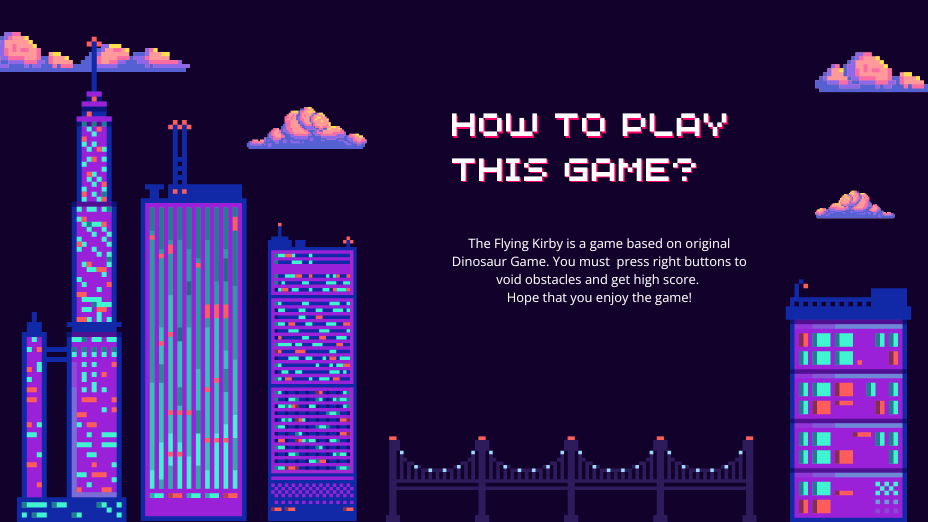 HOW TO PLAY
THIS GAME?
The Flying Kirby is a game based on original
Dinosaur Game. You must  press right buttons to
void obstacles and get high score.
Hope that you enjoy the game!